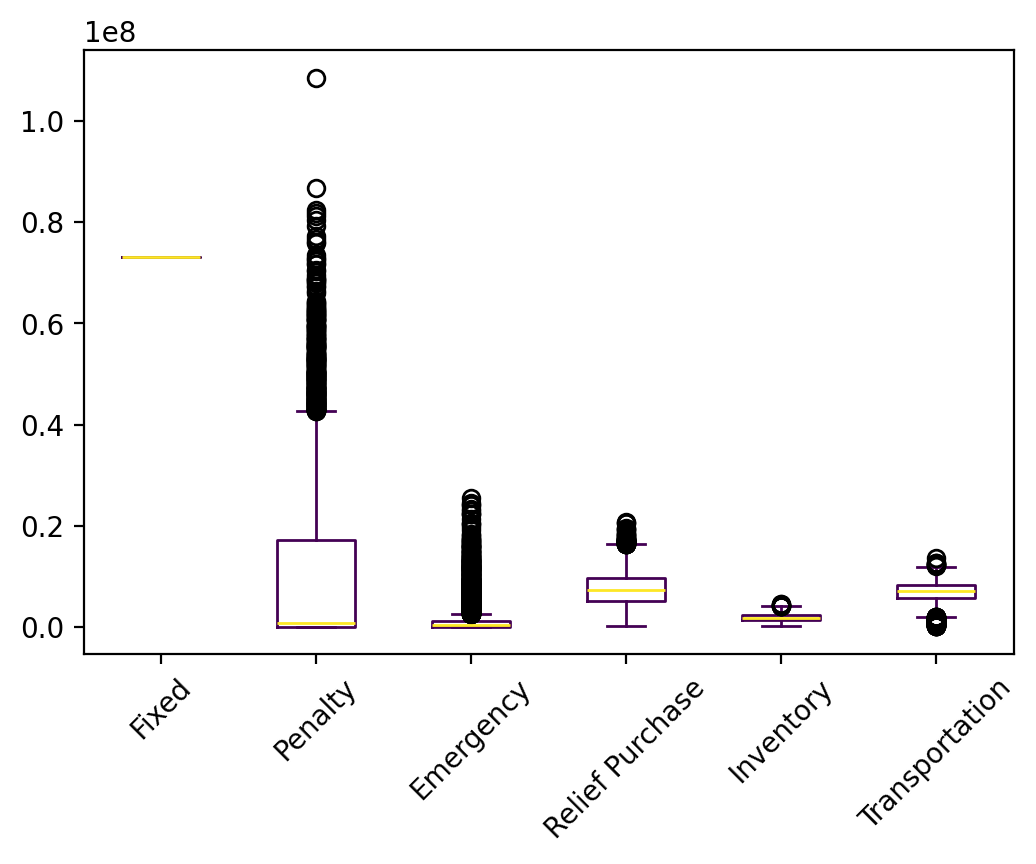 1e8
1.0
0.8
0.6
0.4
0.2
0.0
Fixed
Penalty
Emergency
Relief Purchase
Inventory
Transportation